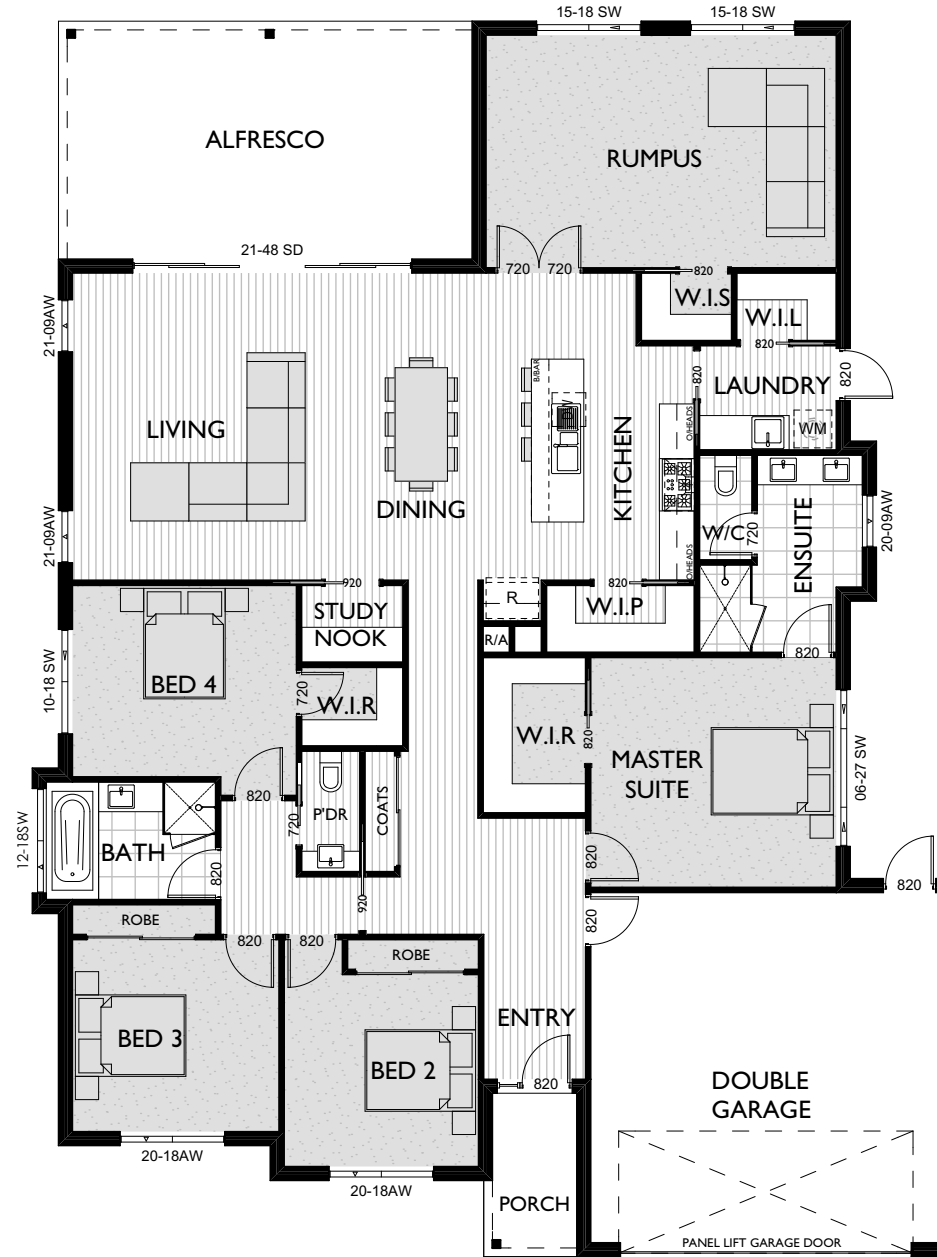 15-18 SW
15-18 SW
ALFRESCO
RUMPUS
21-48 SD
720
720
820
W.I.S
W.I.L
21-09AW
820
820
LAUNDRY
820
B/BAR
O/HEADS
LIVING
WM
KITCHEN
DINING
21-09AW
W/C
720
ENSUITE
20-09AW
O/HEADS
920
820
STUDY
NOOK
R
W.I.P
R/A
820
10-18 SW
BED 4
720
W.I.R
W.I.R
820
MASTER
SUITE
06-27 SW
820
P'DR
720
COATS
12-18SW
BATH
820
820
820
920
ROBE
820
820
820
ROBE
ENTRY
BED 3
BED 2
820
DOUBLE
GARAGE
20-18AW
20-18AW
PORCH
PANEL LIFT GARAGE DOOR